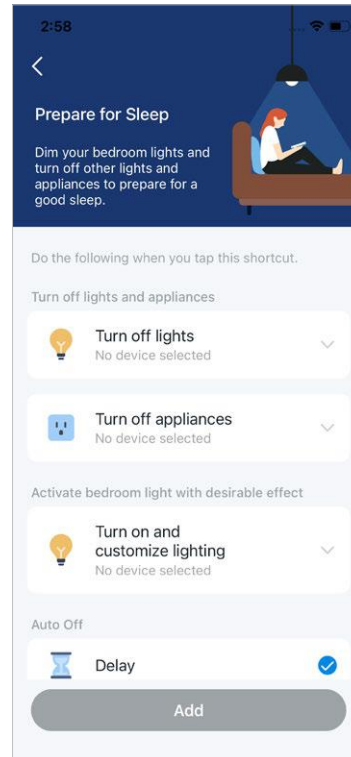 2:58
Prepare for Sleep
Dim your bedroom lights and
turn off other lights and
appliances to prepare for a
good sleep.
Do the following when you tap this shortcut.
Turn off lights and appliances
Turn off lights
No device selected
Turn off appliances
No device selected
Activate bedroom light with desirable effect
Turn on and
customize lighting
No device selected
Auto Off
Delay
Add